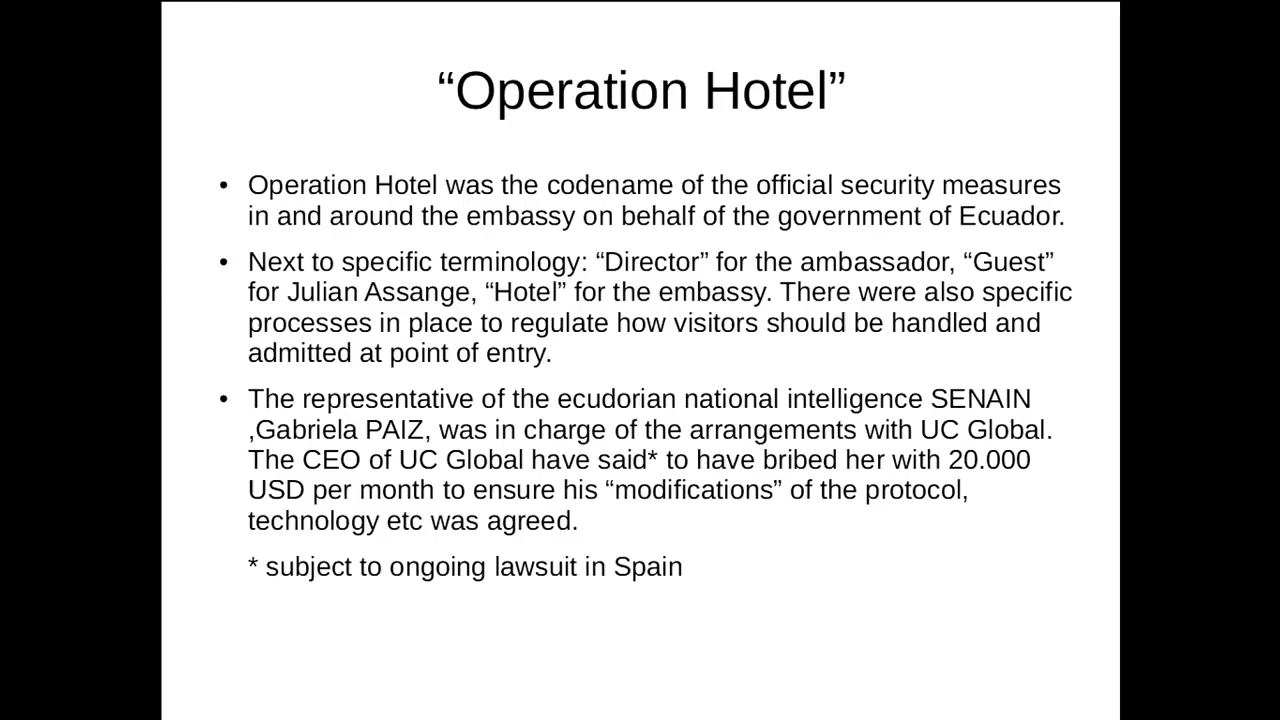 “Operation Hotel”
• Operation Hotel was the codename of the official security measures
in and around the embassy on behalf of the government of Ecuador.
• Next to specific terminology: “Director” for the ambassador, “Guest”
for Julian Assange, “Hotel” for the embassy. There were also specific
processes in place to regulate how visitors should be handled and
admitted at point of entry.
• The representative of the ecudorian national intelligence SENAIN
,Gabriela PAIZ, was in charge of the arrangements with UC Global.
The CEO of UC Global have said* to have bribed her with 20.000
USD per month to ensure his “modifications” of the protocol,
technology etc was agreed.
* subject to ongoing lawsuit in Spain